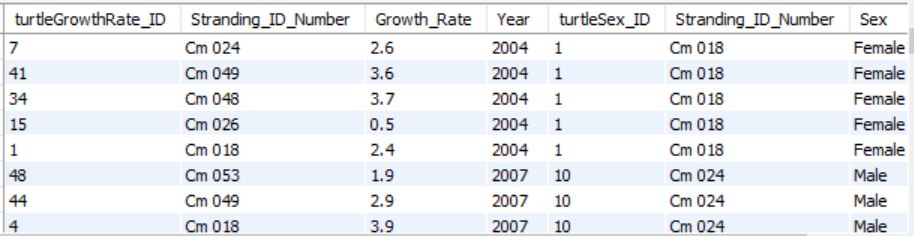 turtleGrowthRate_ID Stranding_ID_Number Growth_Rate Year turtleSex_ID Stranding_ID_Number Sex
7 Cm 024 2.6 2004 1 Cm 018 Female
41 Cm 049 3.6 2004 1 Cm 018 Female
34 Cm 048 3.7 2004 1 Cm 018 Female
15 Cm 026 0.5 2004 1 Cm 018 Female
1 Cm 018 2.4 2004 1 Cm 018 Female
48 Cm 053 1.9 2007 10 Cm 024 Male
44 Cm 049 2.9 2007 10 Cm 024 Male
4 Cm 018 3.9 2007 10 Cm 024 Male